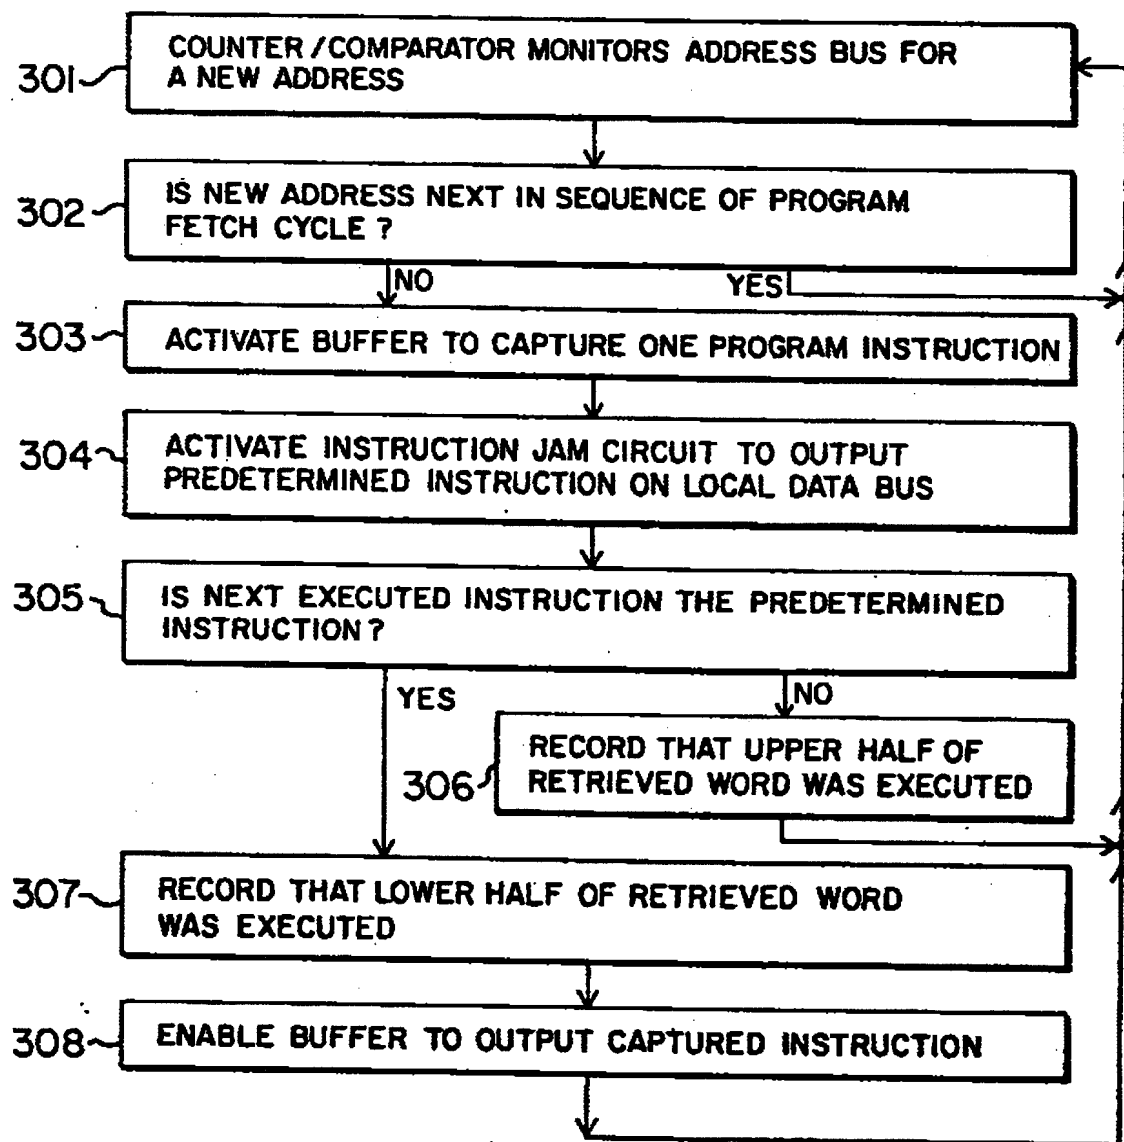 COUNTER/COMPARATOR MONITORS ADDRESS BUS FOR
A NEW ADDRESS
301
IS NEW ADDRESS NEXT IN SEQUENCE OF PROGRAM
FETCH CYCLE?
302
NO
YES
303
ACTIVATE BUFFER TO CAPTURE ONE PROGRAM INSTRUCTION
304
ACTIVATE INSTRUCTION JAM CIRCUIT TO OUTPUT
PREDETERMINED INSTRUCTION ON LOCAL DATA BUS
305
IS NEXT EXECUTED INSTRUCTION THE PREDETERMINED
INSTRUCTION?
YES
NO
RECORD THAT UPPER HALF OF
RETRIEVED WORD WAS EXECUTED
306
307
RECORD THAT LOWER HALF OF RETRIEVED WORD
WAS EXECUTED
308
ENABLE BUFFER TO OUTPUT CAPTURED INSTRUCTION